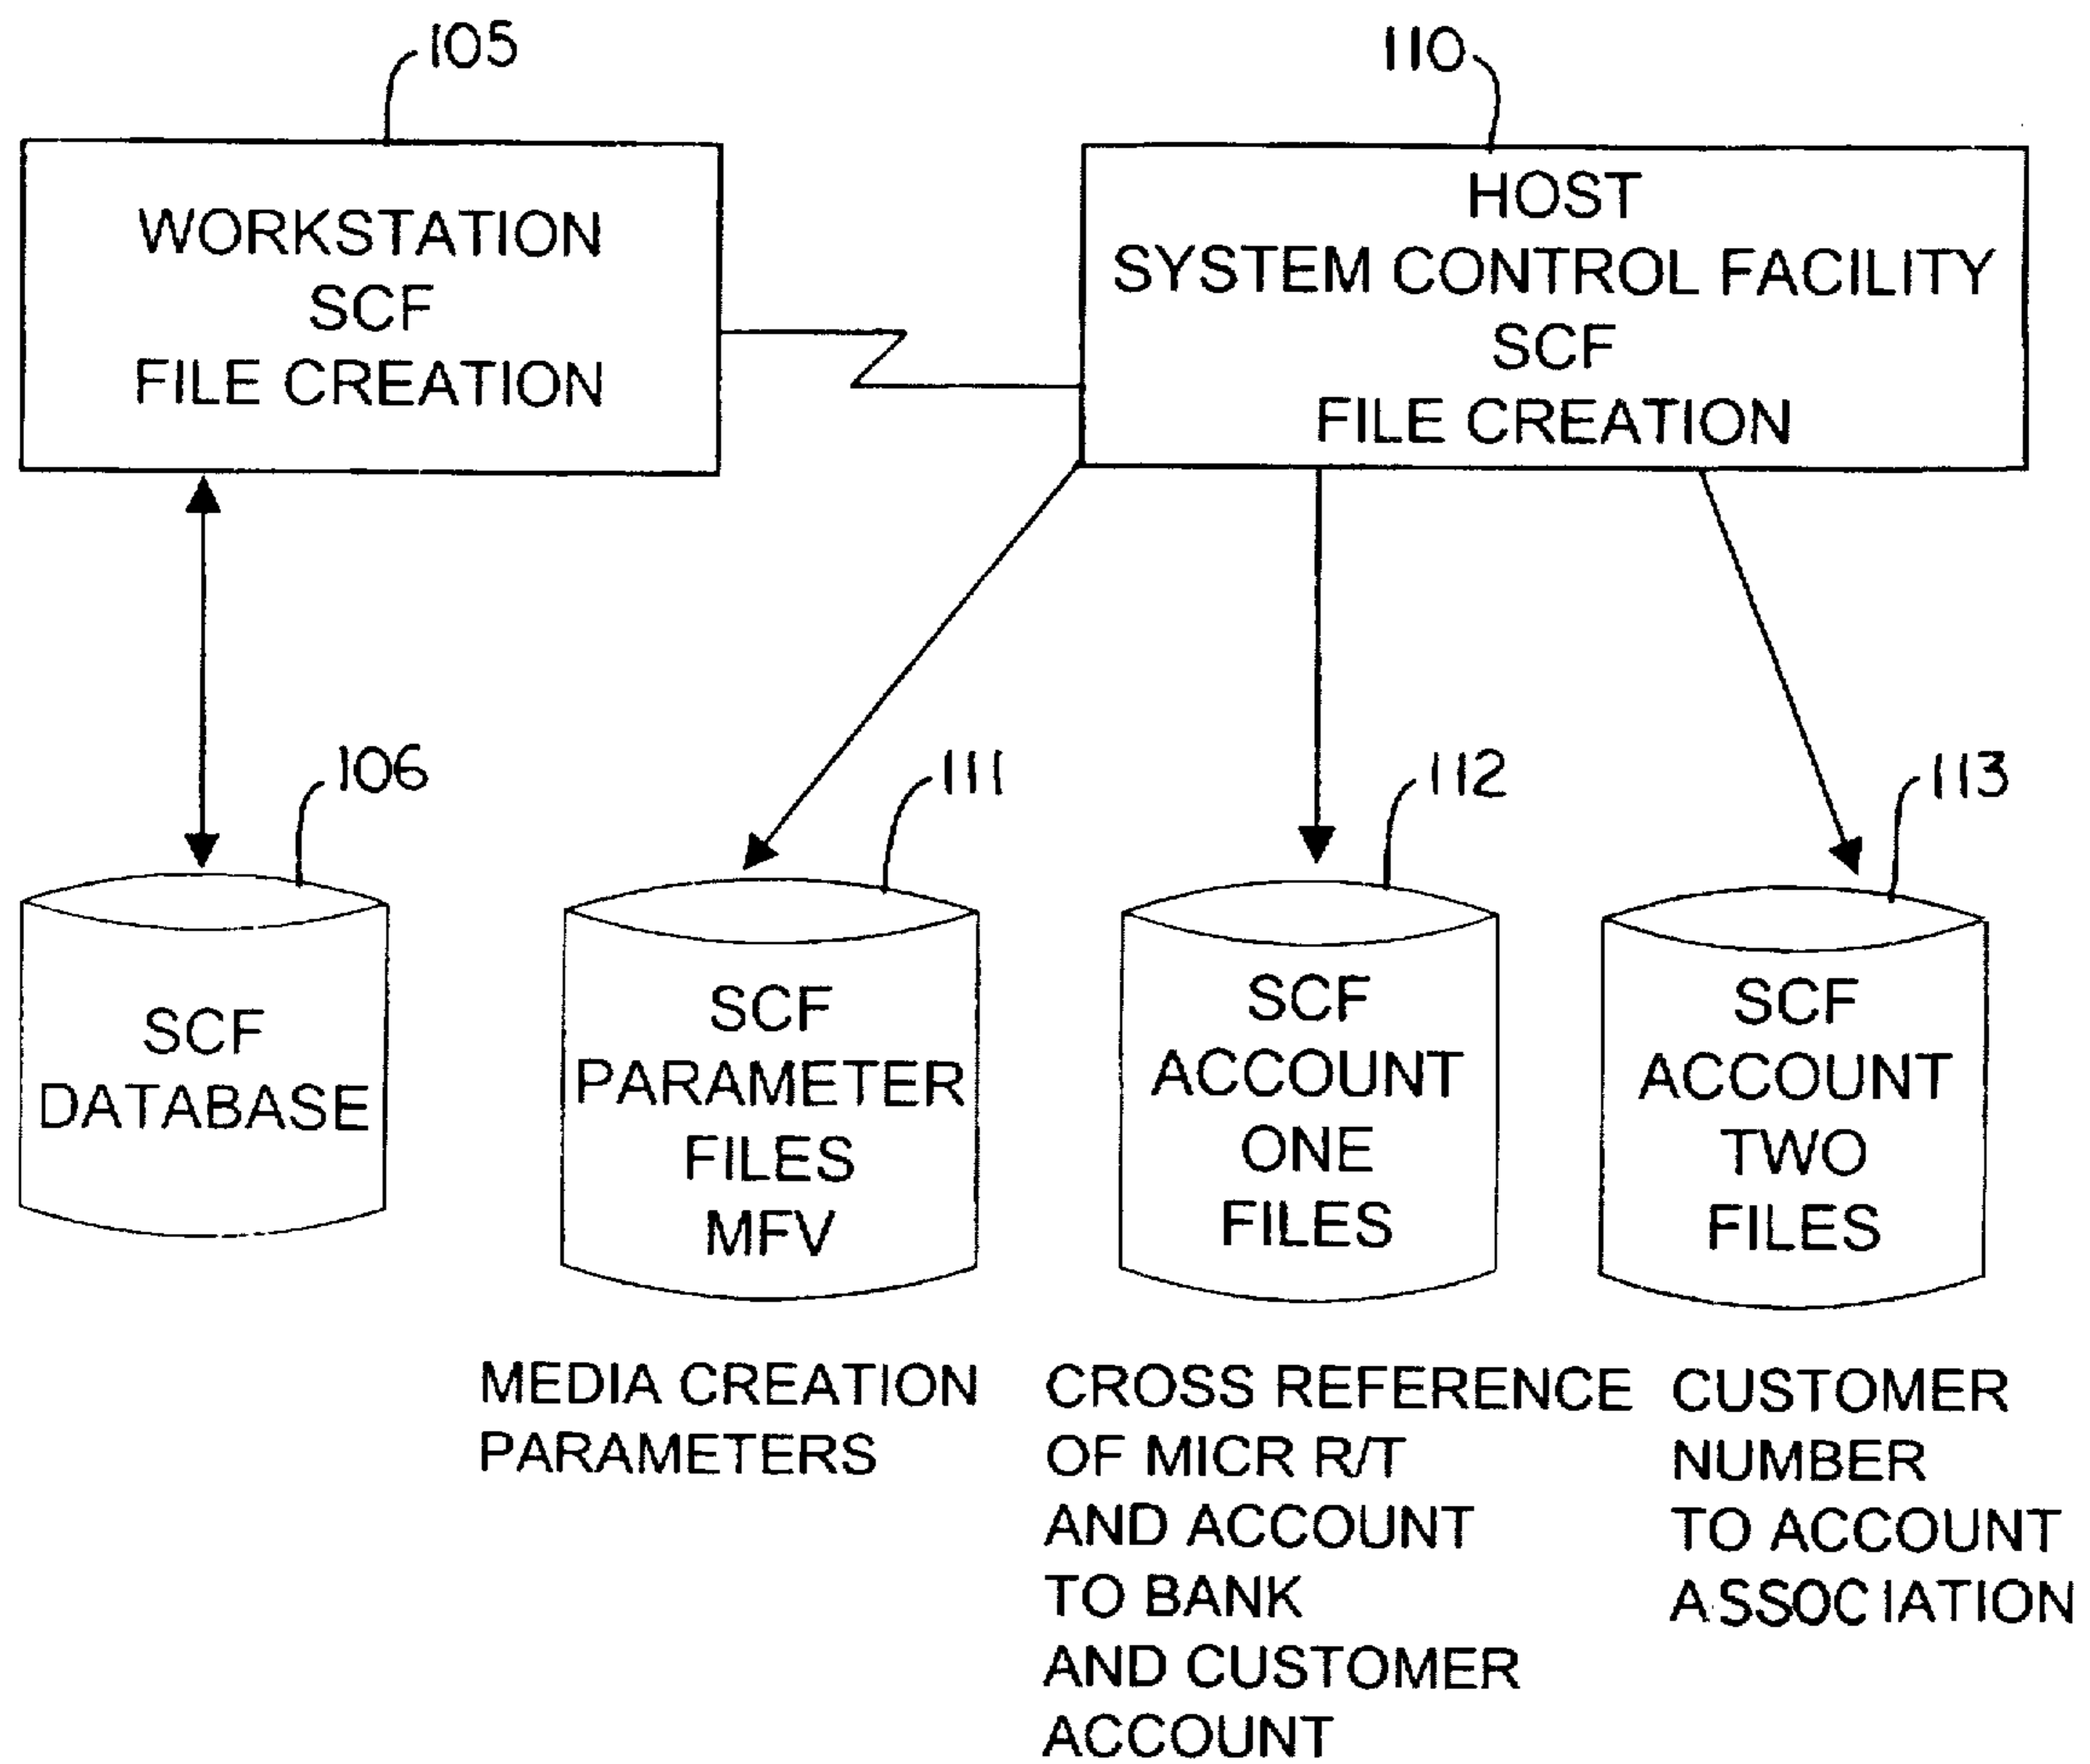 105
110
WORKSTATION
SCF
FILE CREATION
HOST
SYSTEM CONTROL FACILITY
SCF
FILE CREATION
106
111
112
113
SCF
DATABASE
SCF
PARAMETER
FILES
MFV
SCF
ACCOUNT
ONE
FILES
SCF
ACCOUNT
TWO
FILES
MEDIA CREATION
PARAMETERS
CROSS REFERENCE
OF MICR R/T
AND ACCOUNT
TO BANK
AND CUSTOMER
ACCOUNT
CUSTOMER
NUMBER
TO ACCOUNT
ASSOCIATION